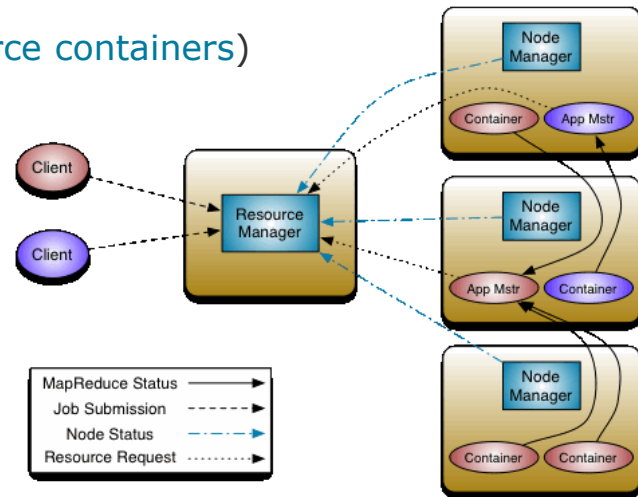 rce containers)
Node
Manager
Container
App Mstr
Client
Client
Resource
Manager
Node
Manager
App Mstr
Container
Node
Manager
Container
Container
MapReduce Status
Job Submission
Node Status
Resource Request